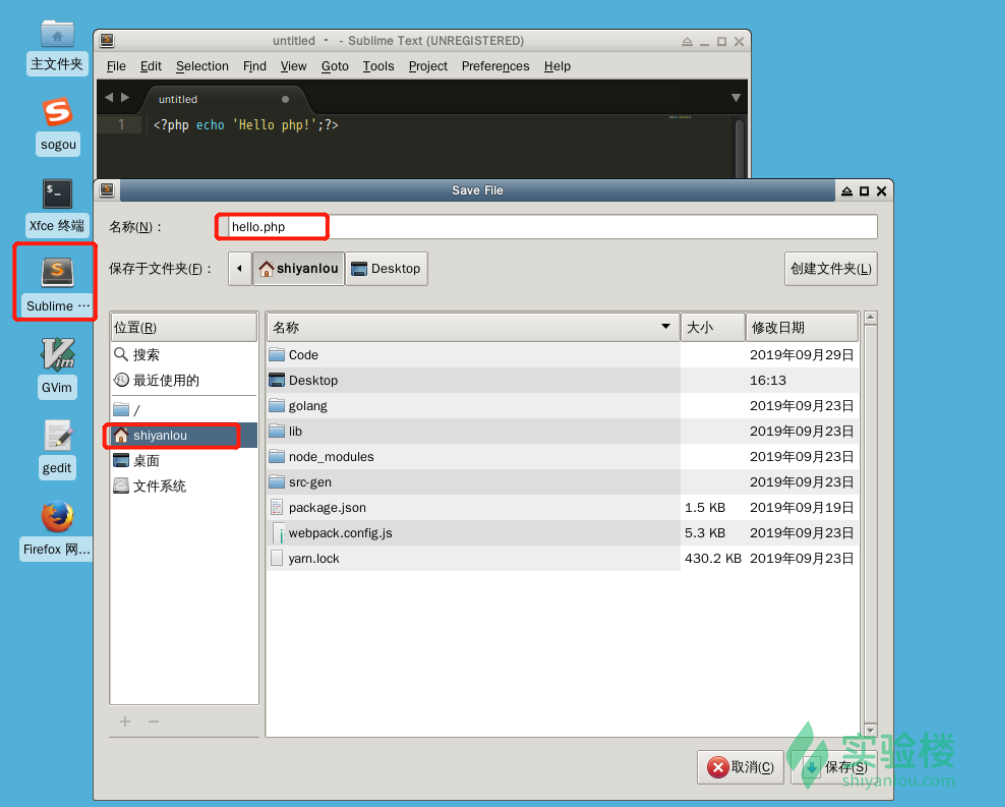 主文件夹
sogou
Xfce 终端
Sublime ...
GVim
gedit
Firefox 网...
untitled - - Sublime Text (UNREGISTERED)
File Edit Selection Find View Goto Tools Project Preferences Help
untitled
1 <?php echo 'Hello php!';?>
Save File
名称(N)： hello.php
保存于文件夹(F)： shiyanlou Desktop 创建文件夹(L)
位置(R)
搜索
最近使用的
/
shiyanlou
桌面
文件系统
名称 大小 修改日期
Code 2019年09月29日
Desktop 16:13
golang 2019年09月23日
lib 2019年09月23日
node_modules 2019年09月23日
src-gen 2019年09月23日
package.json 1.5 KB 2019年09月19日
webpack.config.js 5.3 KB 2019年09月23日
yarn.lock 430.2 KB 2019年09月23日
取消(C) 保存(S)
实验楼
shiyanlou.com